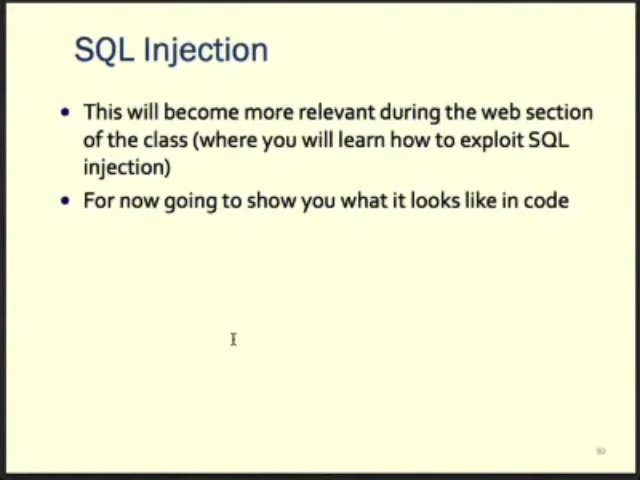 SQL Injection
• This will become more relevant during the web section
of the class (where you will learn how to exploit SQL
injection)
• For now going to show you what it looks like in code